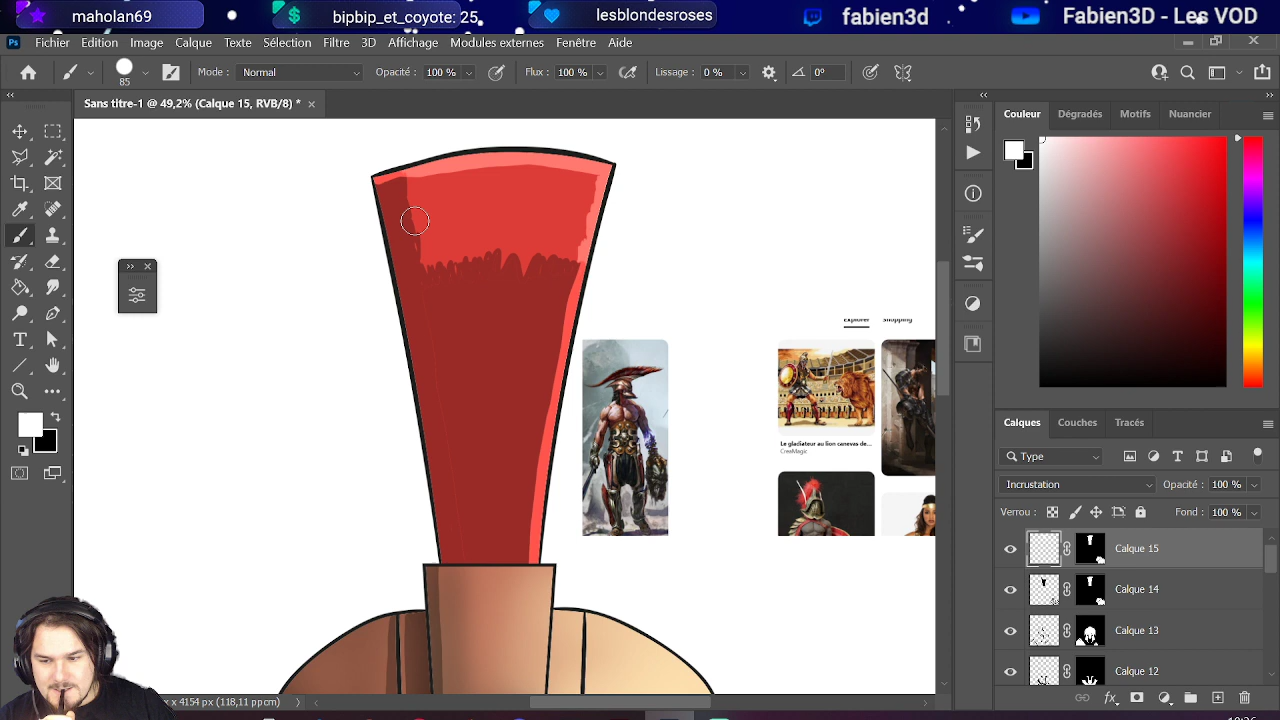 maholan69
bipbip_et_coyote: 25
lesblondesroses
fabien3d
Fabien3D - Les VOD
Ps Fichier Edition Image Calque Texte Sélection Filtre 3D Affichage Modules externes Fenêtre Aide
85 Mode : Normal Opacité : 100 % Flux : 100 % Lissage : 0 % 0°
Sans titre-1 @ 49,2% (Calque 15, RVB/8) *
Couleur Dégradés Motifs Nuancier
Explorer Shopping
Le gladiateur au lion canevas de...
CreaMagic
Calques Couches Tracés
Type
Incrustation Opacité : 100 %
Verrou : Fond : 100 %
Calque 15
Calque 14
Calque 13
Calque 12
x 4154 px (118,11 ppcm)